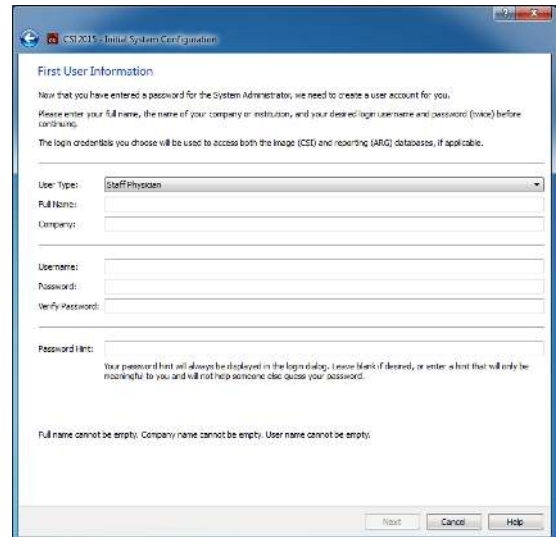 CSI 2015 - Initial System Configuration
First User Information
Now that you have entered a password for the System Administrator, we need to create a user account for you.
Please enter your full name, the name of your company or institution, and your desired login username and password (twice) before
continuing.
The login credentials you choose will be used to access both the image (CSI) and reporting (ARG) databases, if applicable.
User Type: Staff Physician
Full Name:
Company:
Username:
Password:
Verify Password:
Password Hint:
Your password hint will always be displayed in the login dialog. Leave blank if desired, or enter a hint that will only be
meaningful to you and will not help someone else guess your password.
Full name cannot be empty. Company name cannot be empty. User name cannot be empty.
Next Cancel Help